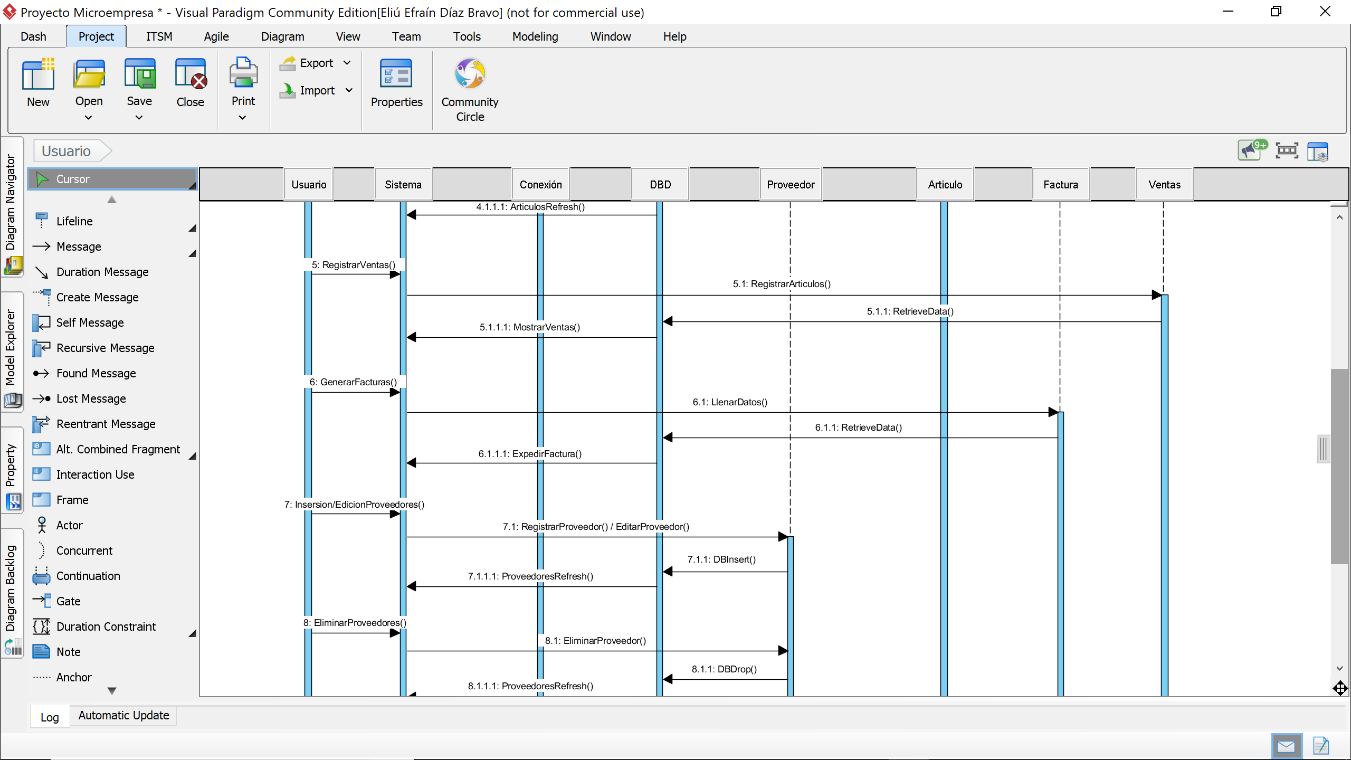 Proyecto Microempresa * - Visual Paradigm Community Edition[Eliú Efraín Díaz Bravo] (not for commercial use)
Dash Project ITSM Agile Diagram View Team Tools Modeling Window Help
New Open Save Close Print Export Import Properties Community Circle
Usuario
9+
Diagram Navigator
Model Explorer
Property
Diagram Backlog
Cursor
Lifeline
Message
Duration Message
Create Message
Self Message
Recursive Message
Found Message
Lost Message
Reentrant Message
Alt. Combined Fragment
Interaction Use
Frame
Actor
Concurrent
Continuation
Gate
Duration Constraint
Note
Anchor
Usuario Sistema Conexión DBD Proveedor Articulo Factura Ventas
4.1.1.1: ArticulosRefresh()
5: RegistrarVentas()
5.1: RegistrarArticulos()
5.1.1: RetrieveData()
5.1.1.1: MostrarVentas()
6: GenerarFacturas()
6.1: LlenarDatos()
6.1.1: RetrieveData()
6.1.1.1: ExpedirFactura()
7: Insersion/EdicionProveedores()
7.1: RegistrarProveedor() / EditarProveedor()
7.1.1: DBInsert()
7.1.1.1: ProveedoresRefresh()
8: EliminarProveedores()
8.1: EliminarProveedor()
8.1.1: DBDrop()
8.1.1.1: ProveedoresRefresh()
Log Automatic Update